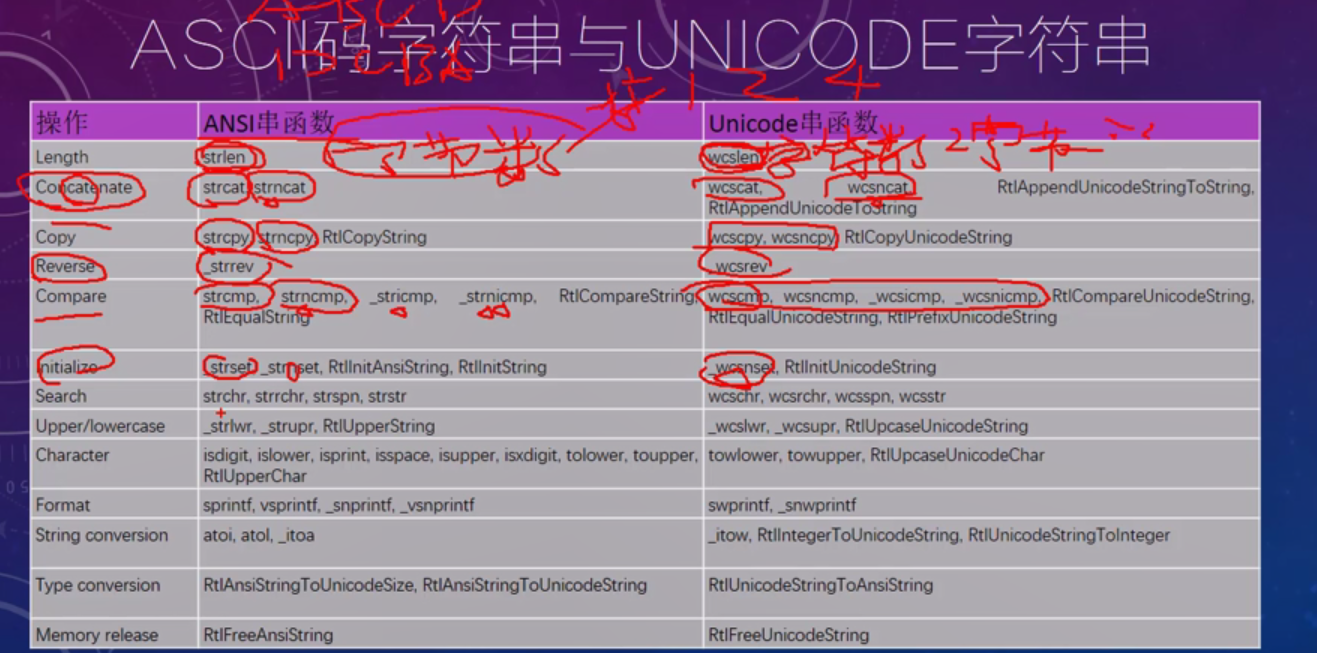 ABCD
ASCII码字符串与UNICODE字符串
DCBA
1 2 4
操作 ANSI串函数 Unicode串函数
Length strlen wcslen
Concatenate strcat, strncat wcscat, wcsncat, RtlAppendUnicodeStringToString,
RtlAppendUnicodeToString
Copy strcpy, strncpy, RtlCopyString wcscpy, wcsncpy, RtlCopyUnicodeString
Reverse _strrev _wcsrev
Compare strcmp, strncmp, _stricmp, _strnicmp, RtlCompareString, wcscmp, wcsncmp, _wcsicmp, _wcsnicmp, RtlCompareUnicodeString,
RtlEqualString RtlEqualUnicodeString, RtlPrefixUnicodeString
Initialize _strset, _strnset, RtlInitAnsiString, RtlInitString _wcsnset, RtlInitUnicodeString
Search strchr, strrchr, strspn, strstr wcschr, wcsrchr, wcsspn, wcsstr
Upper/lowercase _strlwr, _strupr, RtlUpperString _wcslwr, _wcsupr, RtlUpcaseUnicodeString
Character isdigit, islower, isprint, isspace, isupper, isxdigit, tolower, toupper, towlower, towupper, RtlUpcaseUnicodeChar
RtlUpperChar
Format sprintf, vsprintf, _snprintf, _vsnprintf swprintf, _snwprintf
String conversion atoi, atol, _itoa _itow, RtlIntegerToUnicodeString, RtlUnicodeStringToInteger
Type conversion RtlAnsiStringToUnicodeSize, RtlAnsiStringToUnicodeString RtlUnicodeStringToAnsiString
Memory release RtlFreeAnsiString RtlFreeUnicodeString